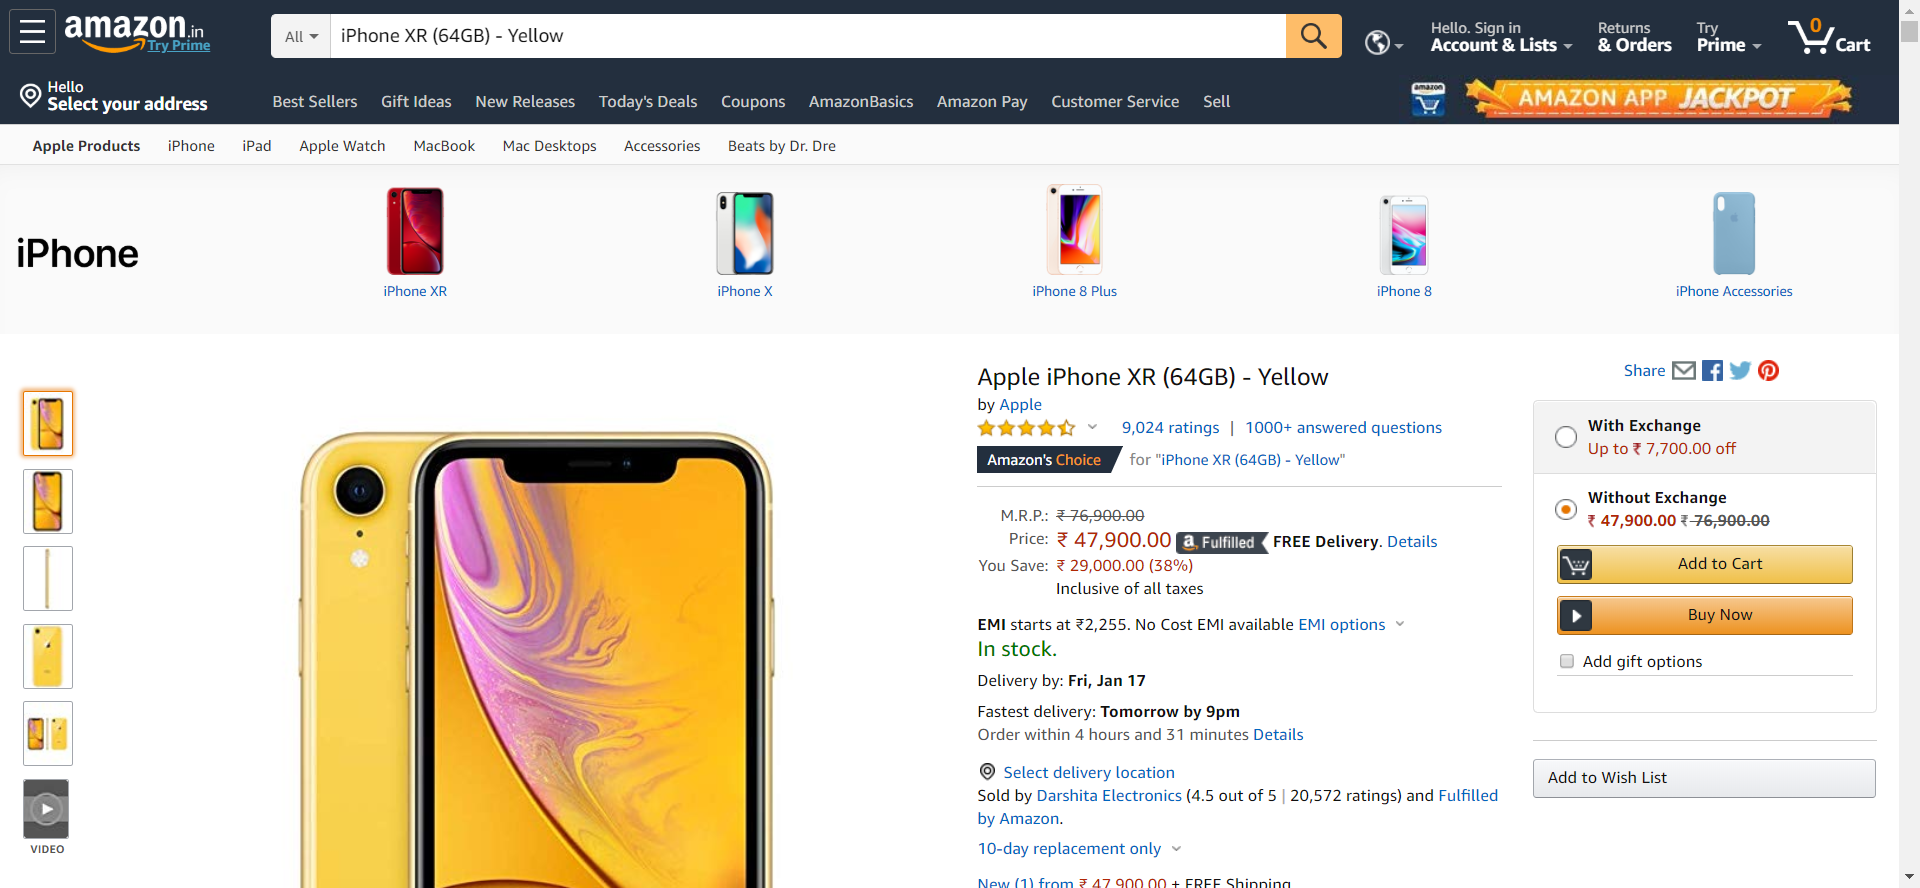 amazon.in
Try Prime
All
iPhone XR (64GB) - Yellow
Hello. Sign in
Account & Lists
Returns
& Orders
Try
Prime
0
Cart
Hello
Select your address
Best Sellers
Gift Ideas
New Releases
Today's Deals
Coupons
AmazonBasics
Amazon Pay
Customer Service
Sell
amazon
AMAZON APP JACKPOT
Apple Products
iPhone
iPad
Apple Watch
MacBook
Mac Desktops
Accessories
Beats by Dr. Dre
iPhone
iPhone XR
iPhone X
iPhone 8 Plus
iPhone 8
iPhone Accessories
VIDEO
Apple iPhone XR (64GB) - Yellow
by Apple
9,024 ratings | 1000+ answered questions
Amazon's Choice for "iPhone XR (64GB) - Yellow"
M.R.P.: ₹ 76,900.00
Price: ₹ 47,900.00 a Fulfilled FREE Delivery. Details
You Save: ₹ 29,000.00 (38%)
Inclusive of all taxes
EMI starts at ₹2,255. No Cost EMI available EMI options
In stock.
Delivery by: Fri, Jan 17
Fastest delivery: Tomorrow by 9pm
Order within 4 hours and 31 minutes Details
Select delivery location
Sold by Darshita Electronics (4.5 out of 5 | 20,572 ratings) and Fulfilled
by Amazon.
10-day replacement only
New (1) from ₹ 47,900.00 + FREE Shipping
Share
With Exchange
Up to ₹ 7,700.00 off
Without Exchange
₹ 47,900.00 ₹ 76,900.00
Add to Cart
Buy Now
Add gift options
Add to Wish List